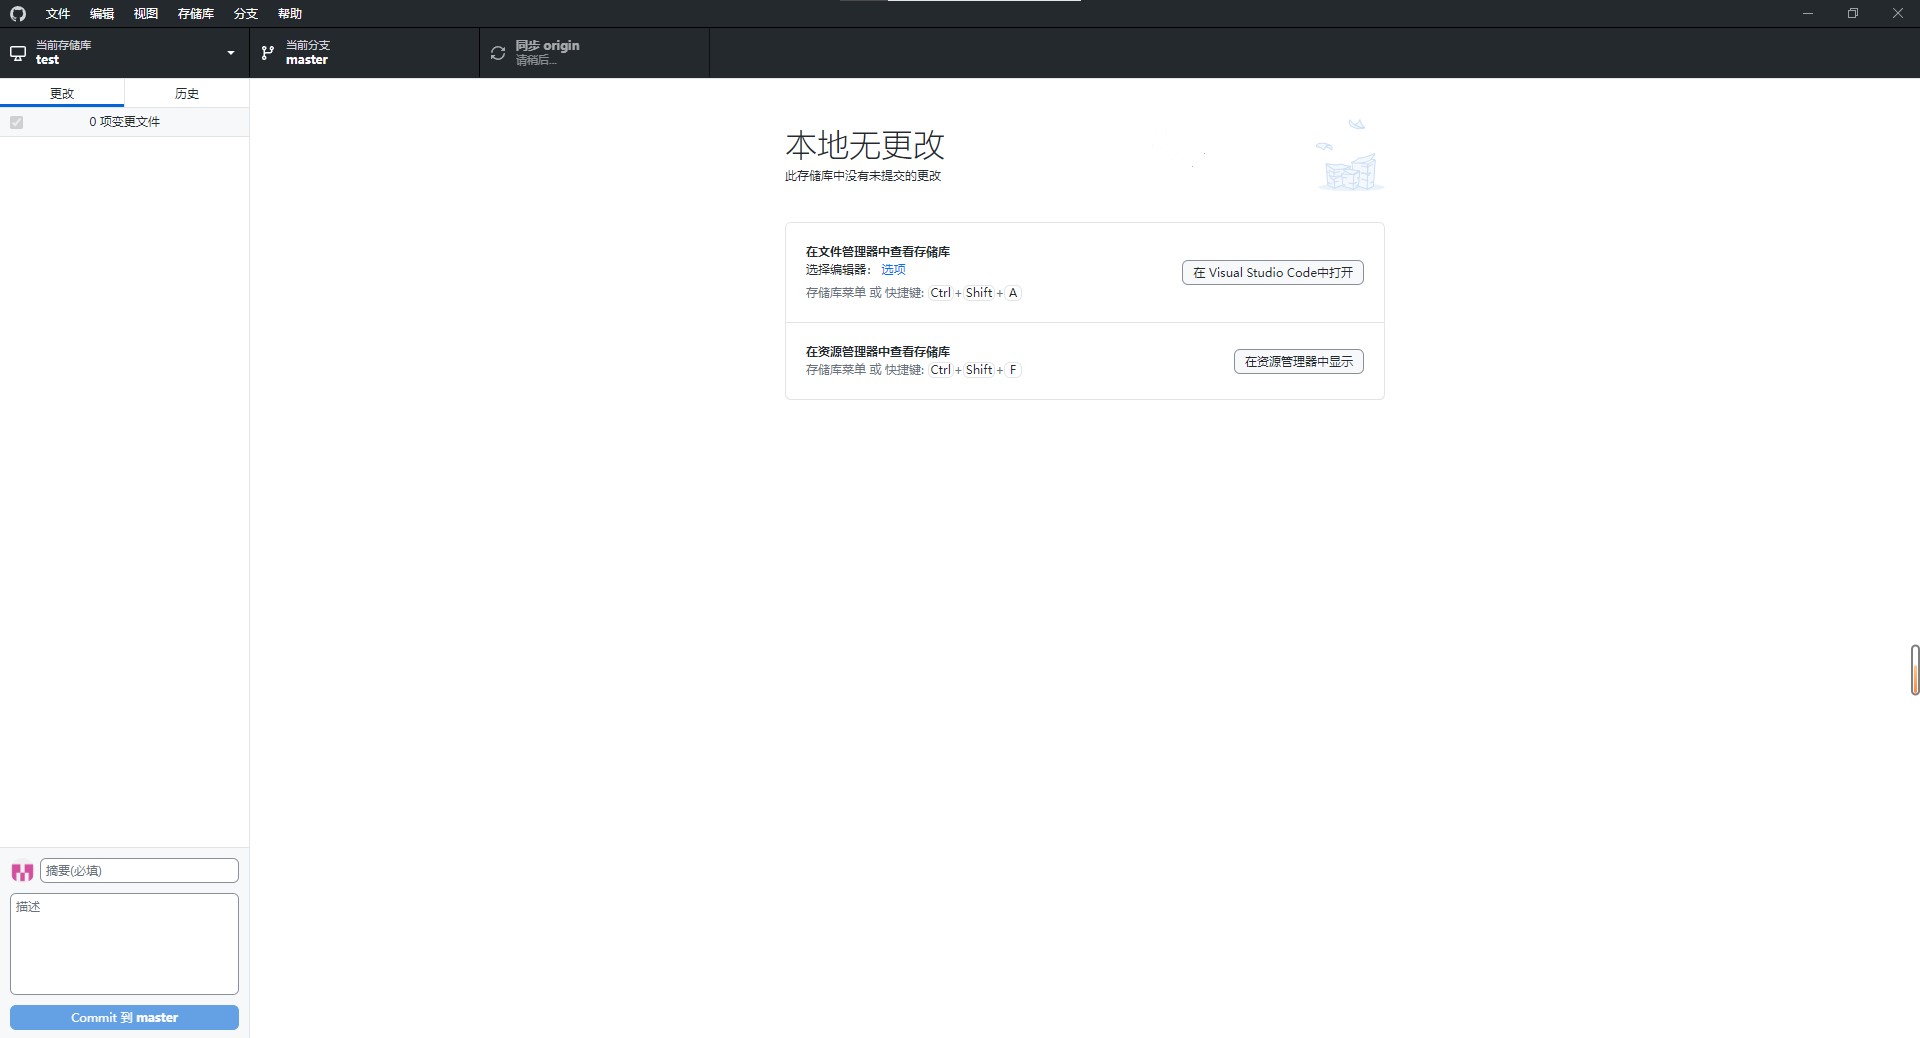 文件 编辑 视图 存储库 分支 帮助
当前存储库
test
当前分支
master
同步 origin
请稍后...
更改 历史
0 项变更文件
本地无更改
此存储库中没有未提交的更改
在文件管理器中查看存储库
选择编辑器： 选项
存储库菜单 或 快捷键: Ctrl + Shift + A
在 Visual Studio Code中打开
在资源管理器中查看存储库
存储库菜单 或 快捷键: Ctrl + Shift + F
在资源管理器中显示
摘要(必填)
描述
Commit 到 master